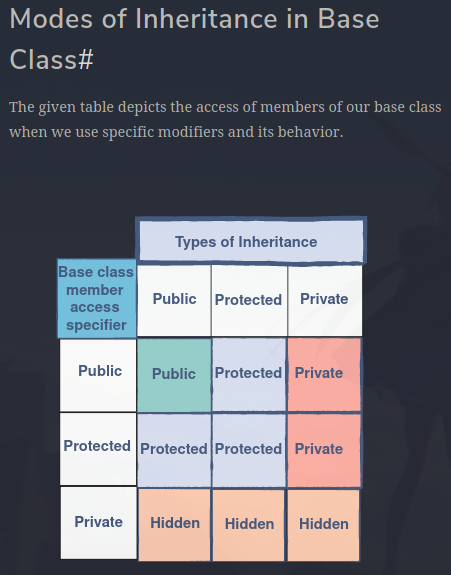 Modes of Inheritance in Base
Class#
The given table depicts the access of members of our base class
when we use specific modifiers and its behavior.
Types of Inheritance
Base class
member
access
specifier
Public Protected Private
Public Public Protected Private
Protected Protected Protected Private
Private Hidden Hidden Hidden